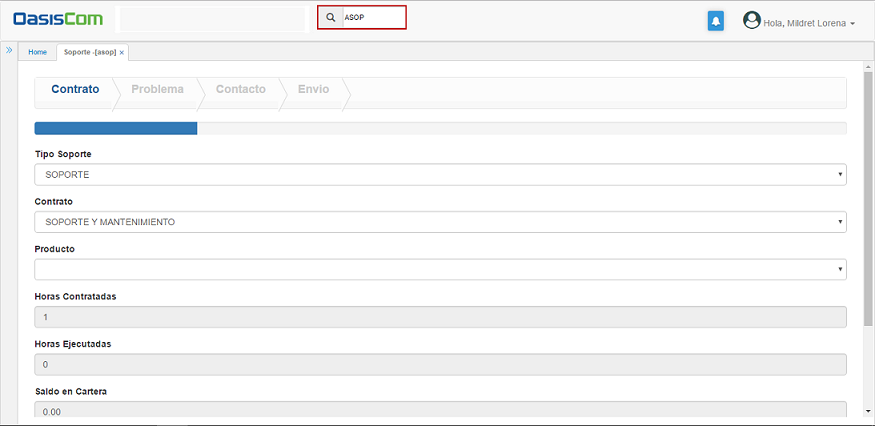 OasisCom
ASOP
Hola, Mildret Lorena
Home
Soporte -[asop] x
Contrato
Problema
Contacto
Envio
Tipo Soporte
SOPORTE
Contrato
SOPORTE Y MANTENIMIENTO
Producto
Horas Contratadas
1
Horas Ejecutadas
0
Saldo en Cartera
0.00